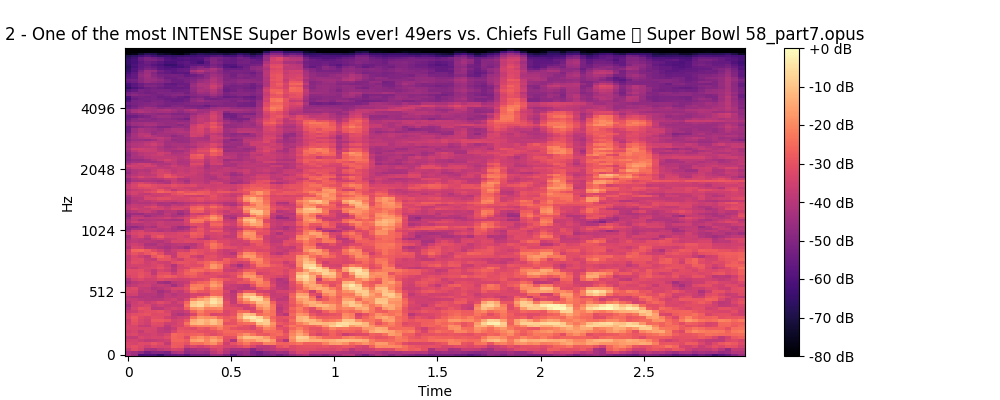 2 - One of the most INTENSE Super Bowls ever! 49ers vs. Chiefs Full Game ▯ Super Bowl 58_part7.opus
+0 dB
4096
-10 dB
-20 dB
2048
-30 dB
Hz
1024
-40 dB
-50 dB
512
-60 dB
-70 dB
0
-80 dB
0 0.5 1 1.5 2 2.5
Time